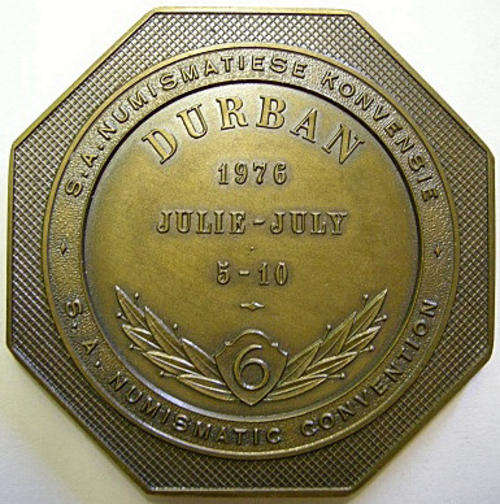 S.A. NUMISMATIESE KONVENSIE
DURBAN
1976
JULIE-JULY
5-10
6
S.A. NUMISMATIC CONVENTION